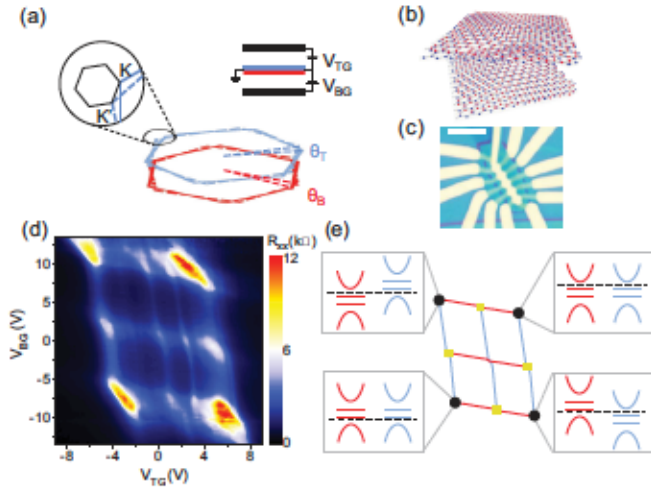 (a)
K
K'
V_TG
V_BG
θ_T
θ_B
(b)
(c)
(d)
R_xx(kΩ)
12
6
0
V_BG(V)
10
5
0
-5
-10
-8
-4
0
4
8
V_TG(V)
(e)